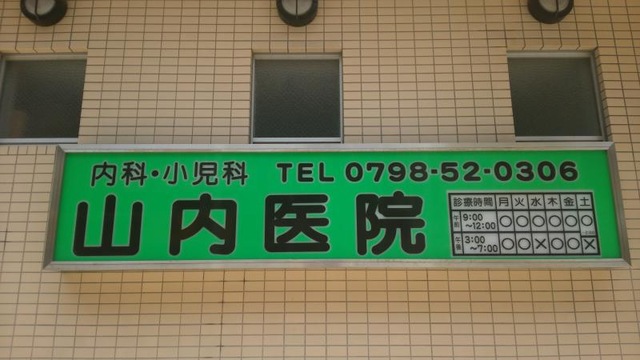 内科・小児科 TEL 0798-52-0306
山内医院
診療時間 月 火 水 木 金 土
午前 9:00～12:00 ○ ○ ○ ○ ○ ○
午後 3:00～7:00 ○ ○ × ○ ○ ×